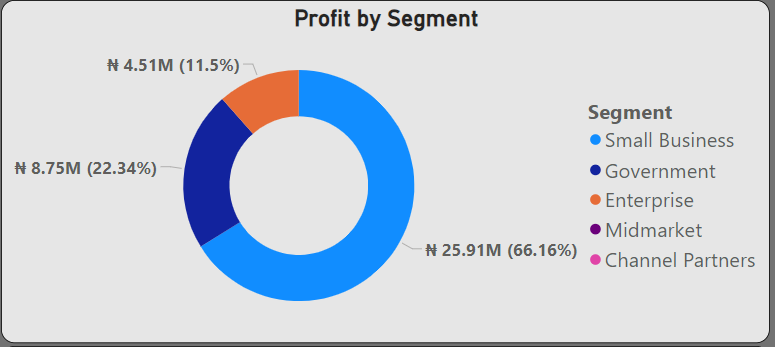 Profit by Segment
₦ 4.51M (11.5%)
₦ 8.75M (22.34%)
₦ 25.91M (66.16%)
Segment
Small Business
Government
Enterprise
Midmarket
Channel Partners